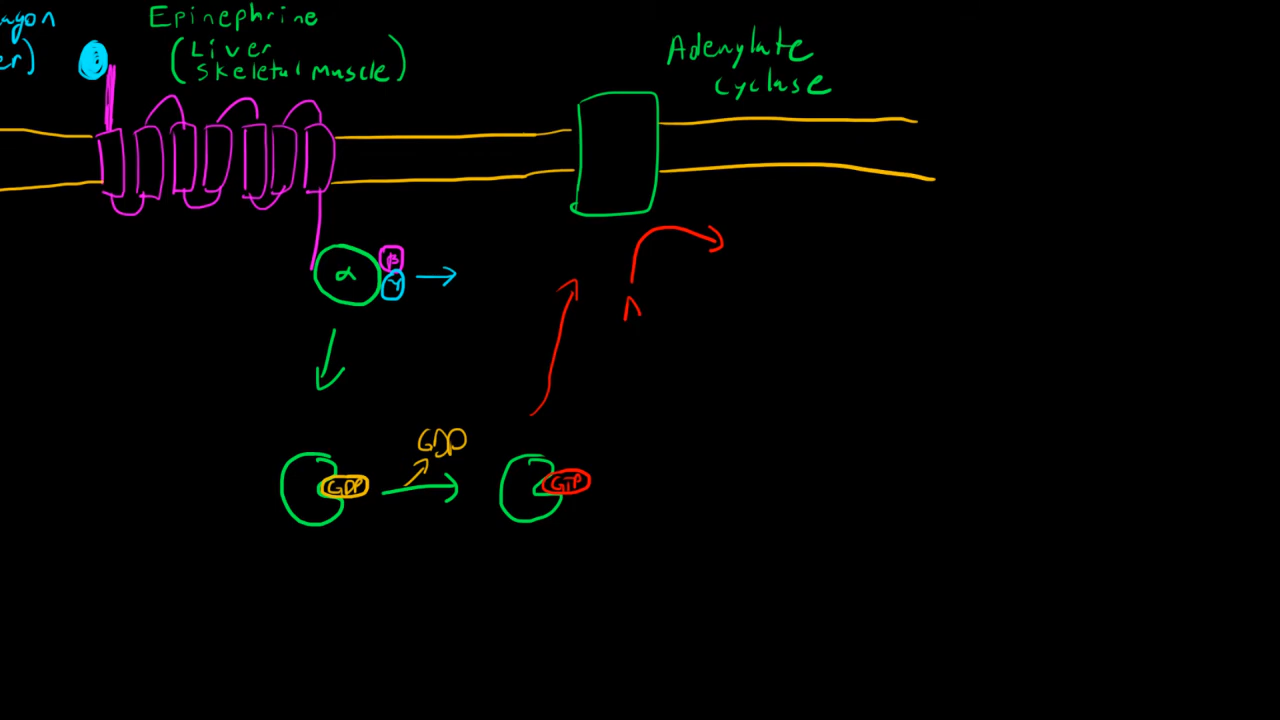 agon
er)
Epinephrine
(Liver
Skeletal Muscle)
Adenylate
cyclase
α
β
γ
GDP
GDP
GTP